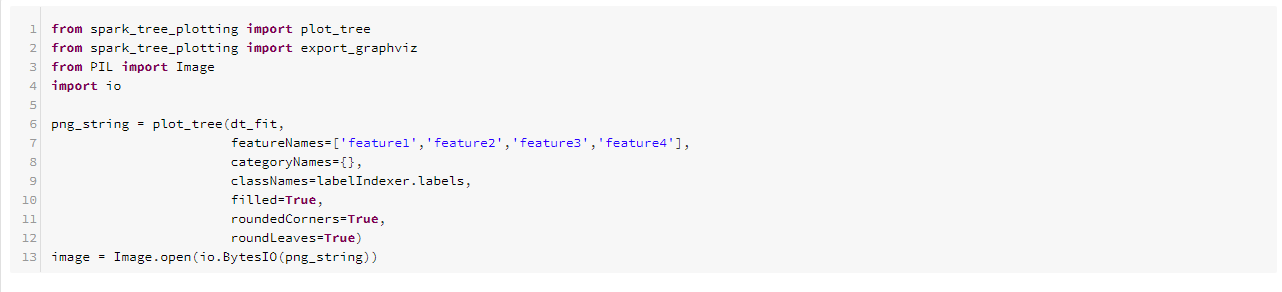 1 from spark_tree_plotting import plot_tree
2 from spark_tree_plotting import export_graphviz
3 from PIL import Image
4 import io
5
6 png_string = plot_tree(dt_fit,
7                        featureNames=['feature1','feature2','feature3','feature4'],
8                        categoryNames={},
9                        classNames=labelIndexer.labels,
10                       filled=True,
11                       roundedCorners=True,
12                       roundLeaves=True)
13 image = Image.open(io.BytesIO(png_string))